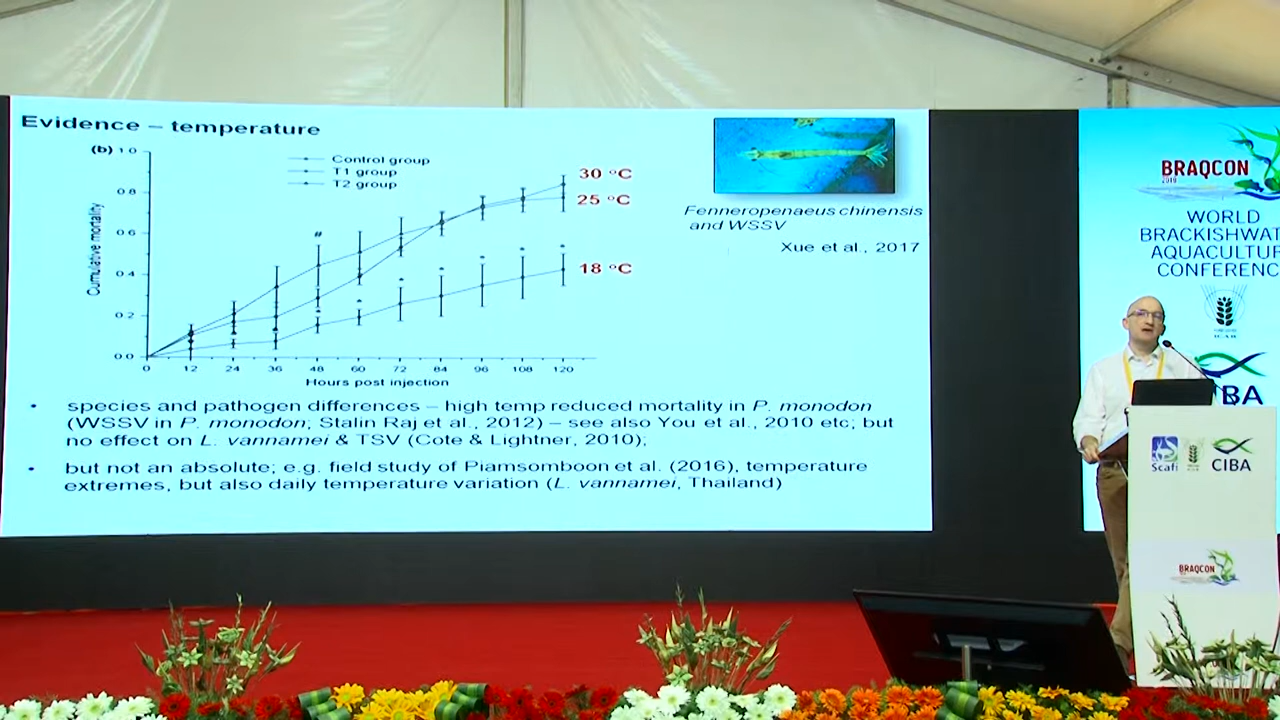 Evidence – temperature
(b)
1.0
0.8
0.6
0.4
0.2
0.0
Cumulative mortality
Control group
T1 group
T2 group
#
30 °C
25 °C
18 °C
0 12 24 36 48 60 72 84 96 108 120
Hours post injection
Fenneropenaeus chinensis
and WSSV
Xue et al., 2017
• species and pathogen differences – high temp reduced mortality in P. monodon
(WSSV in P. monodon; Stalin Raj et al., 2012) – see also You et al., 2010 etc; but
no effect on L. vannamei & TSV (Cote & Lightner, 2010);
• but not an absolute; e.g. field study of Piamsomboon et al. (2016), temperature
extremes, but also daily temperature variation (L. vannamei, Thailand)
BRAQCON
2019
WORLD
BRACKISHWAT
AQUACULTUR
CONFERENC
ICAR
IBA
Scafi
CIBA
BRAQCON